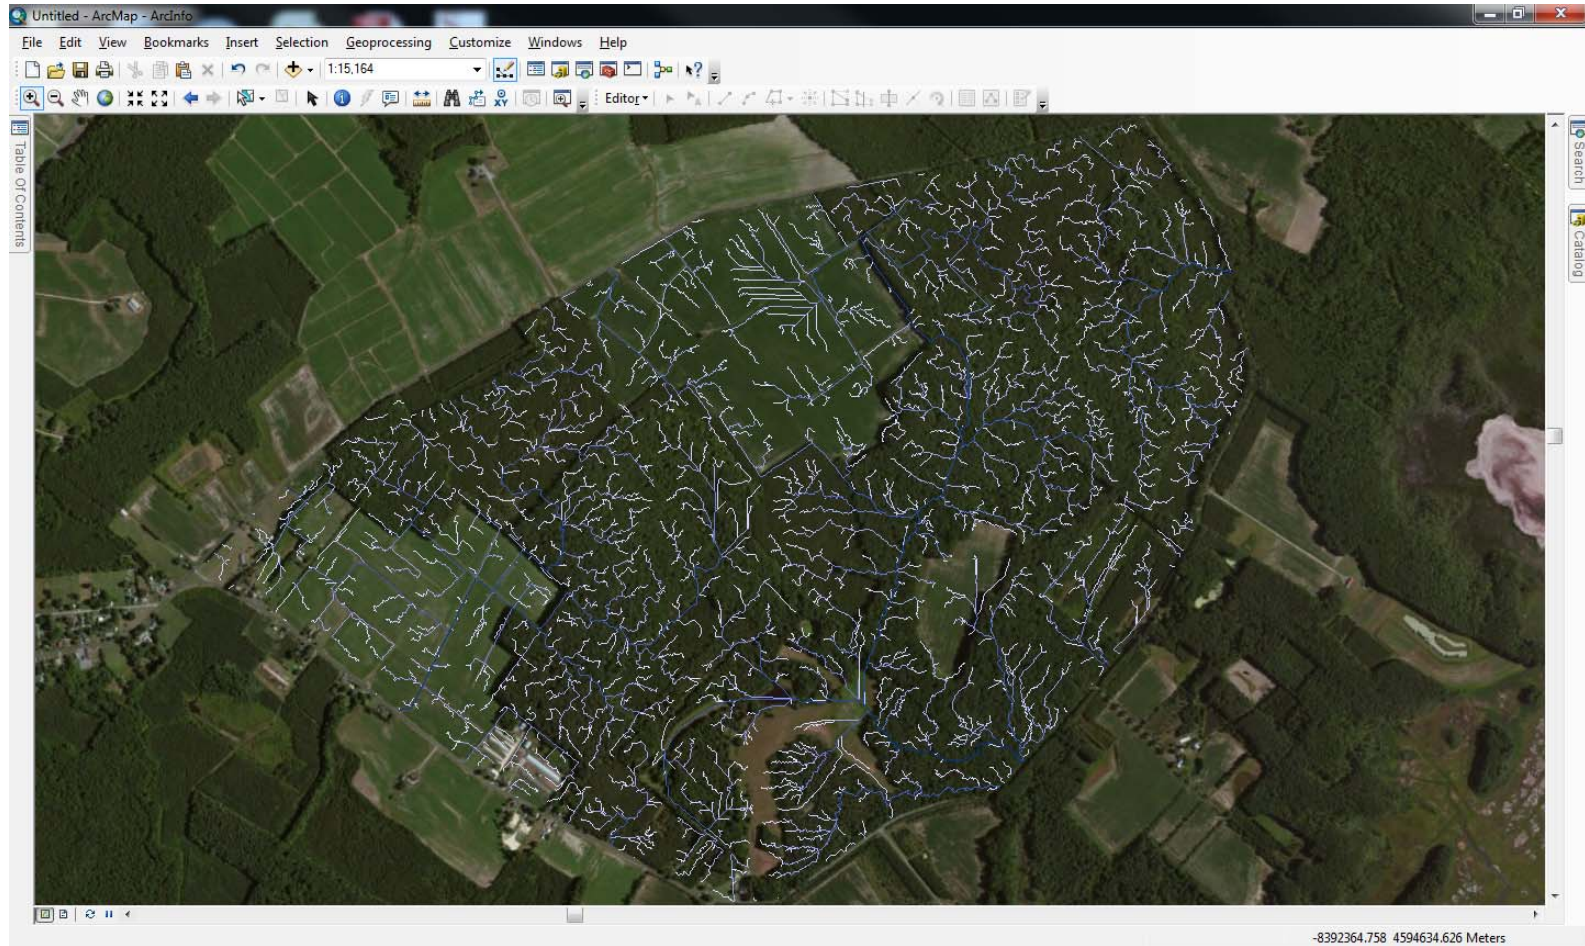 Untitled - ArcMap - ArcInfo
File Edit View Bookmarks Insert Selection Geoprocessing Customize Windows Help
1:15,164
Editor
Table Of Contents
Search
Catalog
-8392364.758 4594634.626 Meters